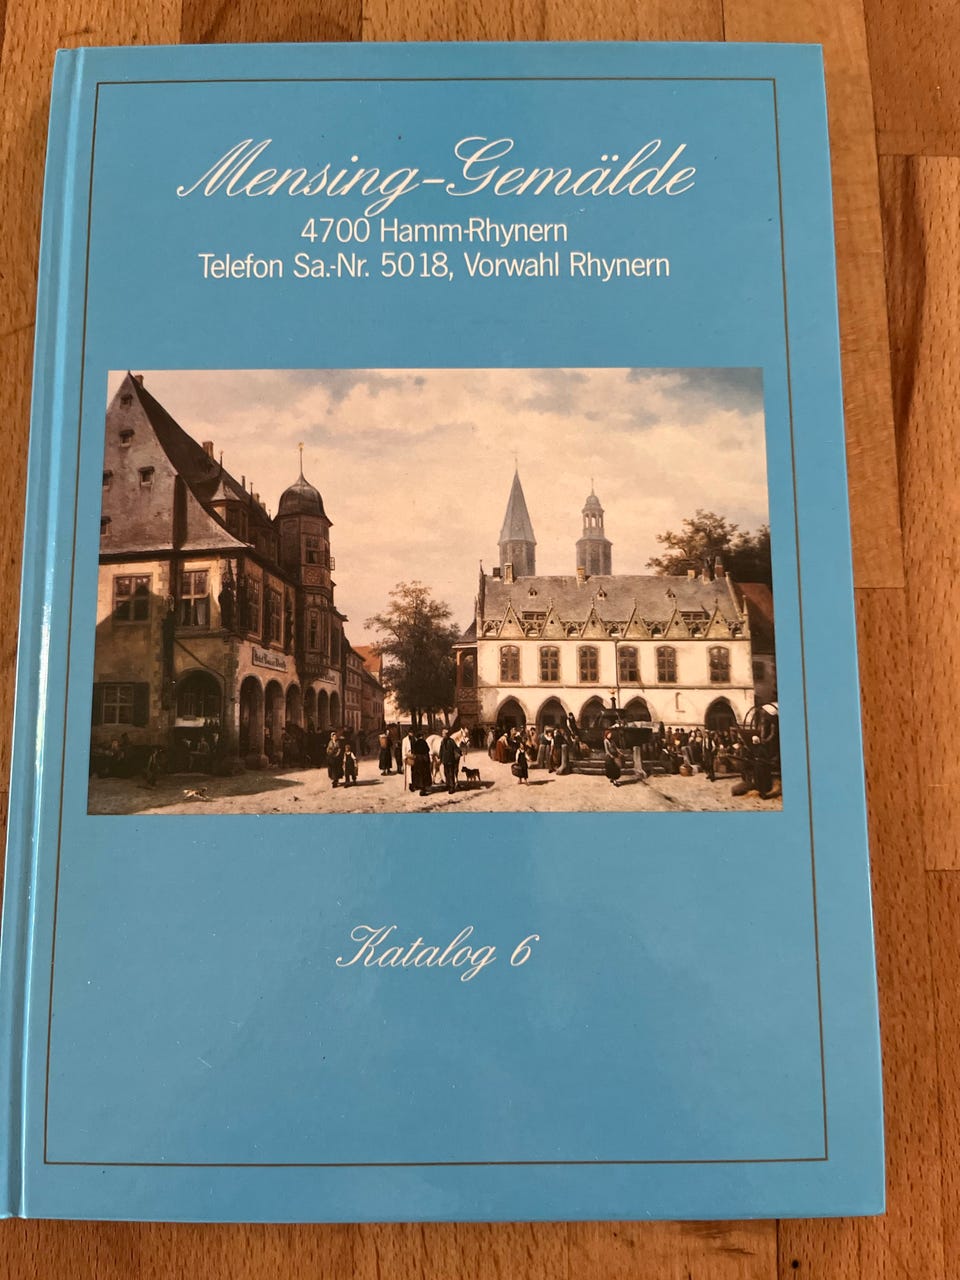 Mensing-Gemälde
4700 Hamm-Rhynern
Telefon Sa.-Nr. 5018, Vorwahl Rhynern
Katalog 6